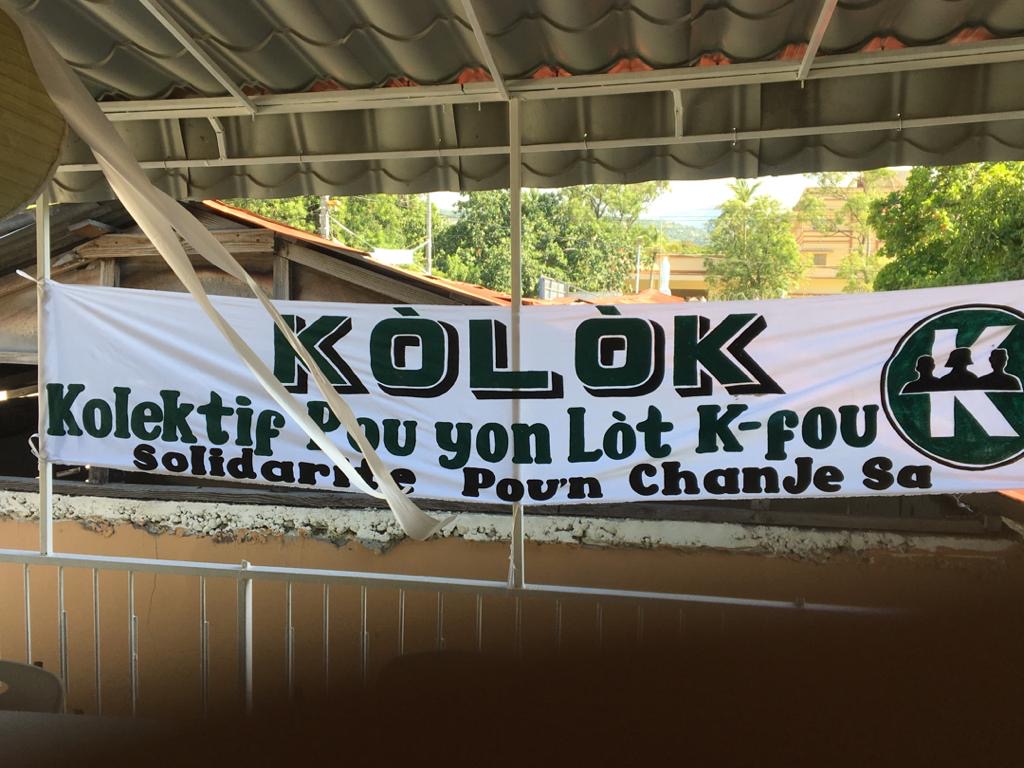 KÒLÒK
Kolektif Pou yon Lòt K-fou
Solidarite Pou'n ChanJe Sa
K